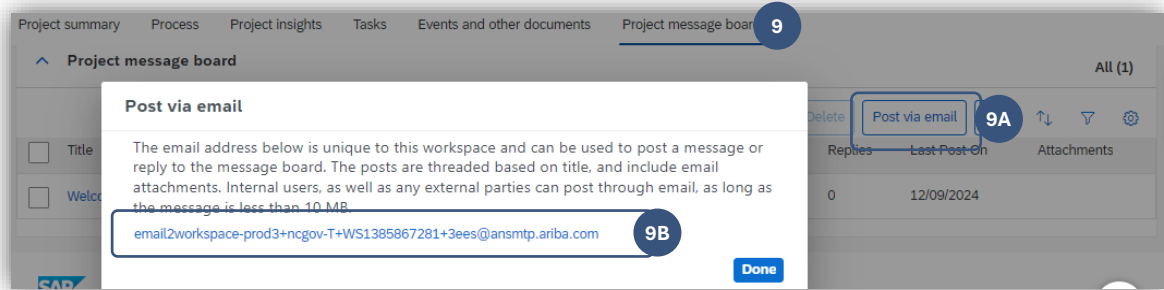 Project summary Process Project insights Tasks Events and other documents Project message boar 9
Project message board
All (1)
Post via email
Delete Post via email 9A
The email address below is unique to this workspace and can be used to post a message or
reply to the message board. The posts are threaded based on title, and include email
attachments. Internal users, as well as any external parties can post through email, as long as
the message is less than 10 MB.
Title Replies Last Post On Attachments
Welco 0 12/09/2024
email2workspace-prod3+ncgov-T+WS1385867281+3ees@ansmtp.ariba.com 9B
Done
SAP